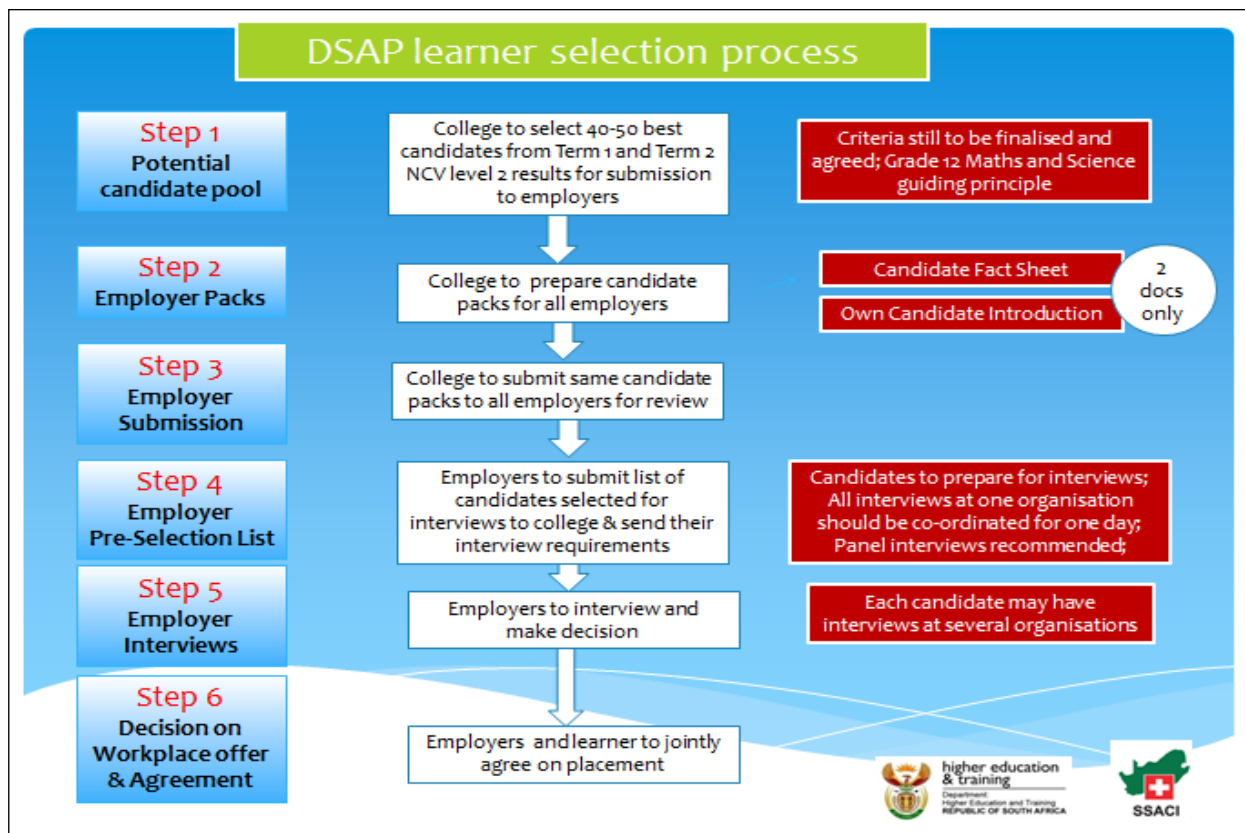 DSAP learner selection process
Step 1
Potential
candidate pool
College to select 40-50 best
candidates from Term 1 and Term 2
NCV level 2 results for submission
to employers
Criteria still to be finalised and
agreed; Grade 12 Maths and Science
guiding principle
Step 2
Employer Packs
College to prepare candidate
packs for all employers
Candidate Fact Sheet
Own Candidate Introduction
2
docs
only
Step 3
Employer
Submission
College to submit same candidate
packs to all employers for review
Step 4
Employer
Pre-Selection List
Employers to submit list of
candidates selected for
interviews to college & send their
interview requirements
Candidates to prepare for interviews;
All interviews at one organisation
should be co-ordinated for one day;
Panel interviews recommended;
Step 5
Employer
Interviews
Employers to interview and
make decision
Each candidate may have
interviews at several organisations
Step 6
Decision on
Workplace offer
& Agreement
Employers and learner to jointly
agree on placement
higher education
& training
Department:
Higher Education and Training
REPUBLIC OF SOUTH AFRICA
SSACI